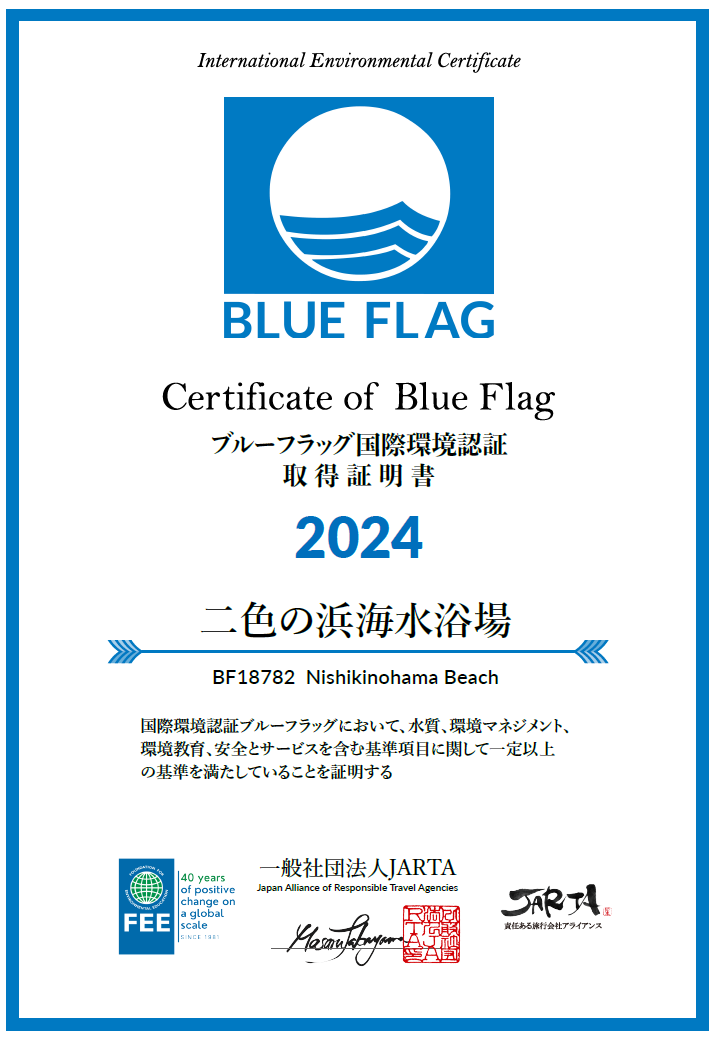 International Environmental Certificate
BLUE FLAG
Certificate of Blue Flag
ブルーフラッグ国際環境認証
取得証明書
2024
二色の浜海水浴場
BF18782 Nishikinohama Beach
国際環境認証ブルーフラッグにおいて、水質、環境マネジメント、
環境教育、安全とサービスを含む基準項目に関して一定以上
の基準を満たしていることを証明する
FOUNDATION FOR
ENVIRONMENTAL EDUCATION
FEE
40 years
of positive
change on
a global
scale
SINCE 1981
一般社団法人JARTA
Japan Alliance of Responsible Travel Agencies
JARTA
責任ある旅行会社アライアンス